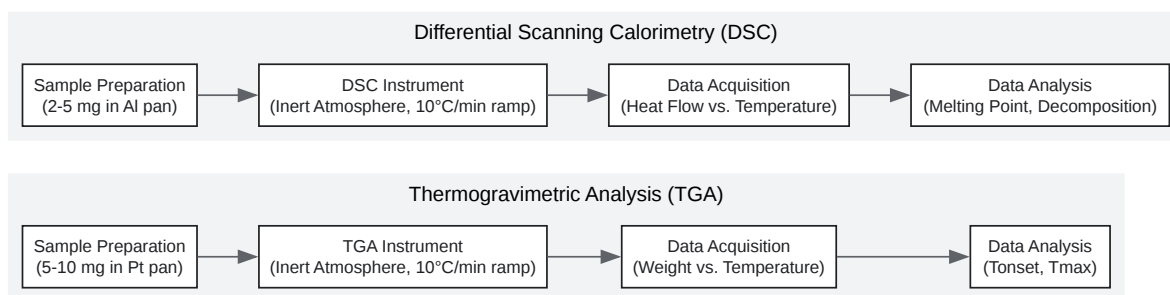 Differential Scanning Calorimetry (DSC)
Sample Preparation
(2-5 mg in Al pan)
DSC Instrument
(Inert Atmosphere, 10°C/min ramp)
Data Acquisition
(Heat Flow vs. Temperature)
Data Analysis
(Melting Point, Decomposition)
Thermogravimetric Analysis (TGA)
Sample Preparation
(5-10 mg in Pt pan)
TGA Instrument
(Inert Atmosphere, 10°C/min ramp)
Data Acquisition
(Weight vs. Temperature)
Data Analysis
(Tonset, Tmax)